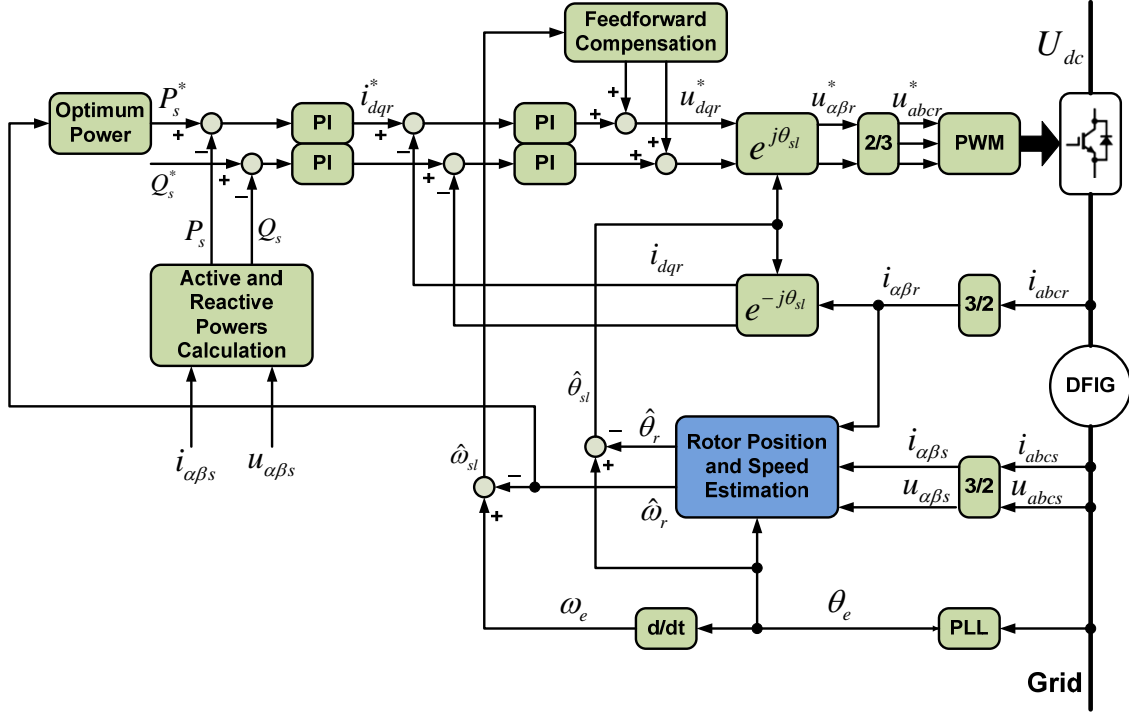 Feedforward
Compensation
U_dc
Optimum
Power
P_s^*
+
−
PI
i_dqr^*
+
−
PI
+
+
u_dqr^*
e^{jθ_sl}
u_αβr^*
2/3
u_abcr^*
PWM
Q_s^*
+
−
PI
+
−
PI
+
+
P_s
Q_s
Active and
Reactive
Powers
Calculation
i_αβs
u_αβs
i_dqr
e^{-jθ_sl}
i_αβr
3/2
i_abcr
DFIG
θ̂_sl
−
+
θ̂_r
Rotor Position
and Speed
Estimation
i_αβs
u_αβs
3/2
i_abcs
u_abcs
ω̂_sl
−
+
ω̂_r
ω_e
d/dt
θ_e
PLL
Grid